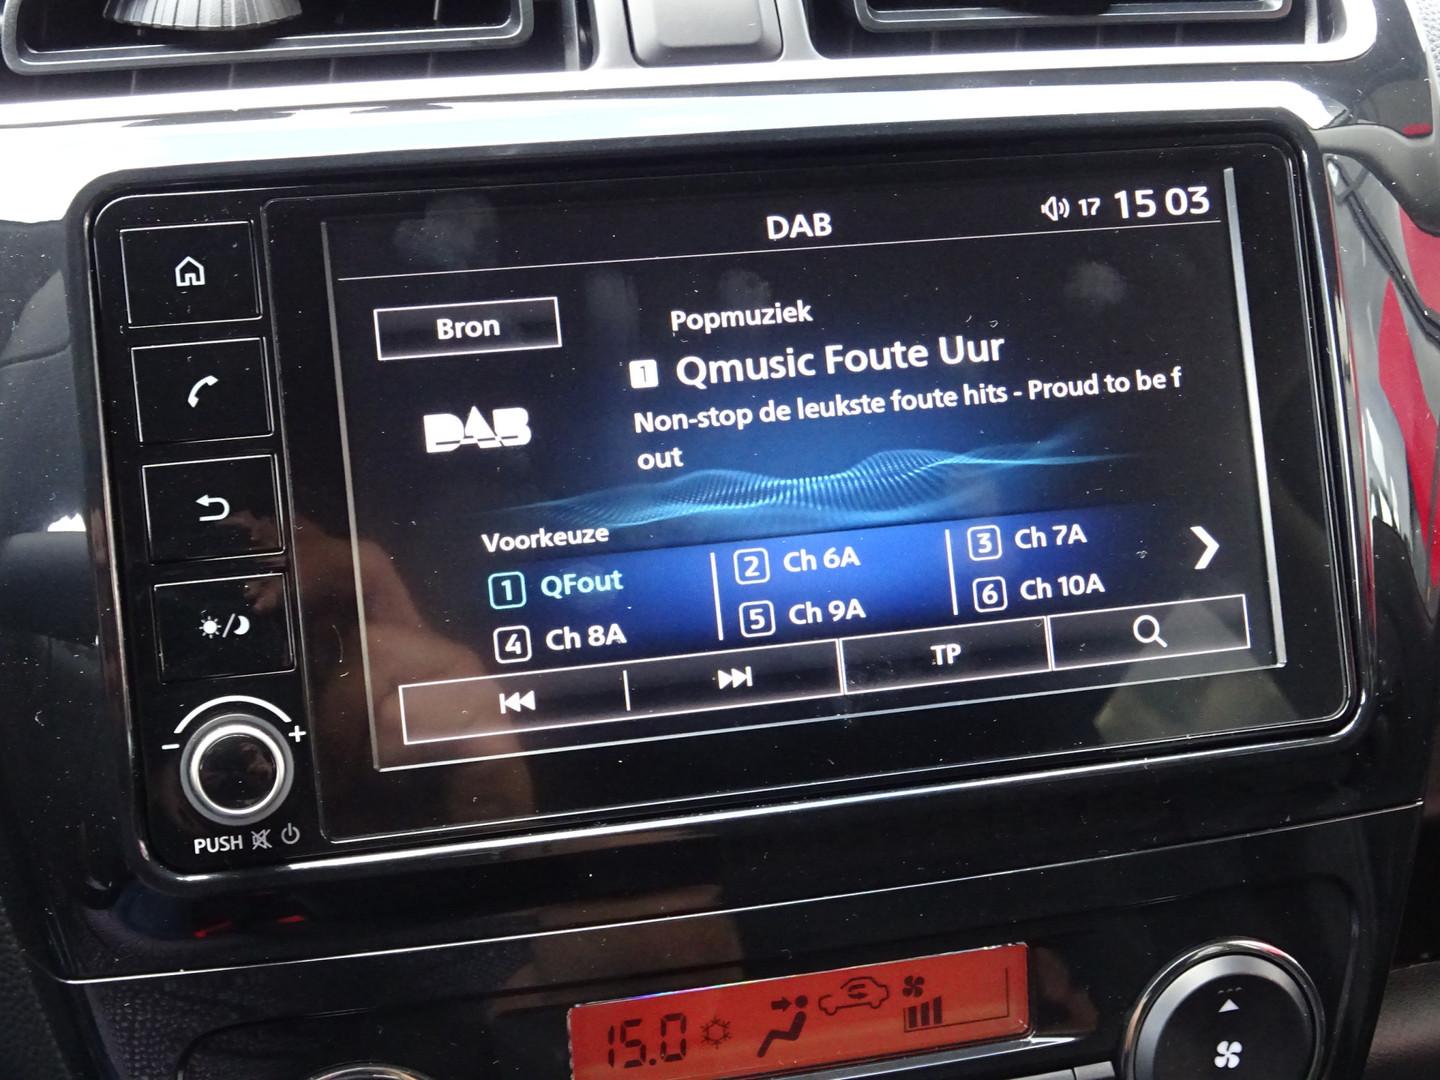 DAB
17 15 03
Bron
Popmuziek
1 Qmusic Foute Uur
DAB
Non-stop de leukste foute hits - Proud to be f
out
Voorkeuze
1 QFout
2 Ch 6A
3 Ch 7A
4 Ch 8A
5 Ch 9A
6 Ch 10A
TP
- +
PUSH
15.0